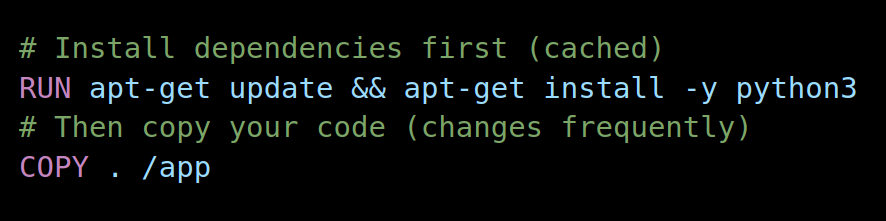 # Install dependencies first (cached)
RUN apt-get update && apt-get install -y python3
# Then copy your code (changes frequently)
COPY . /app